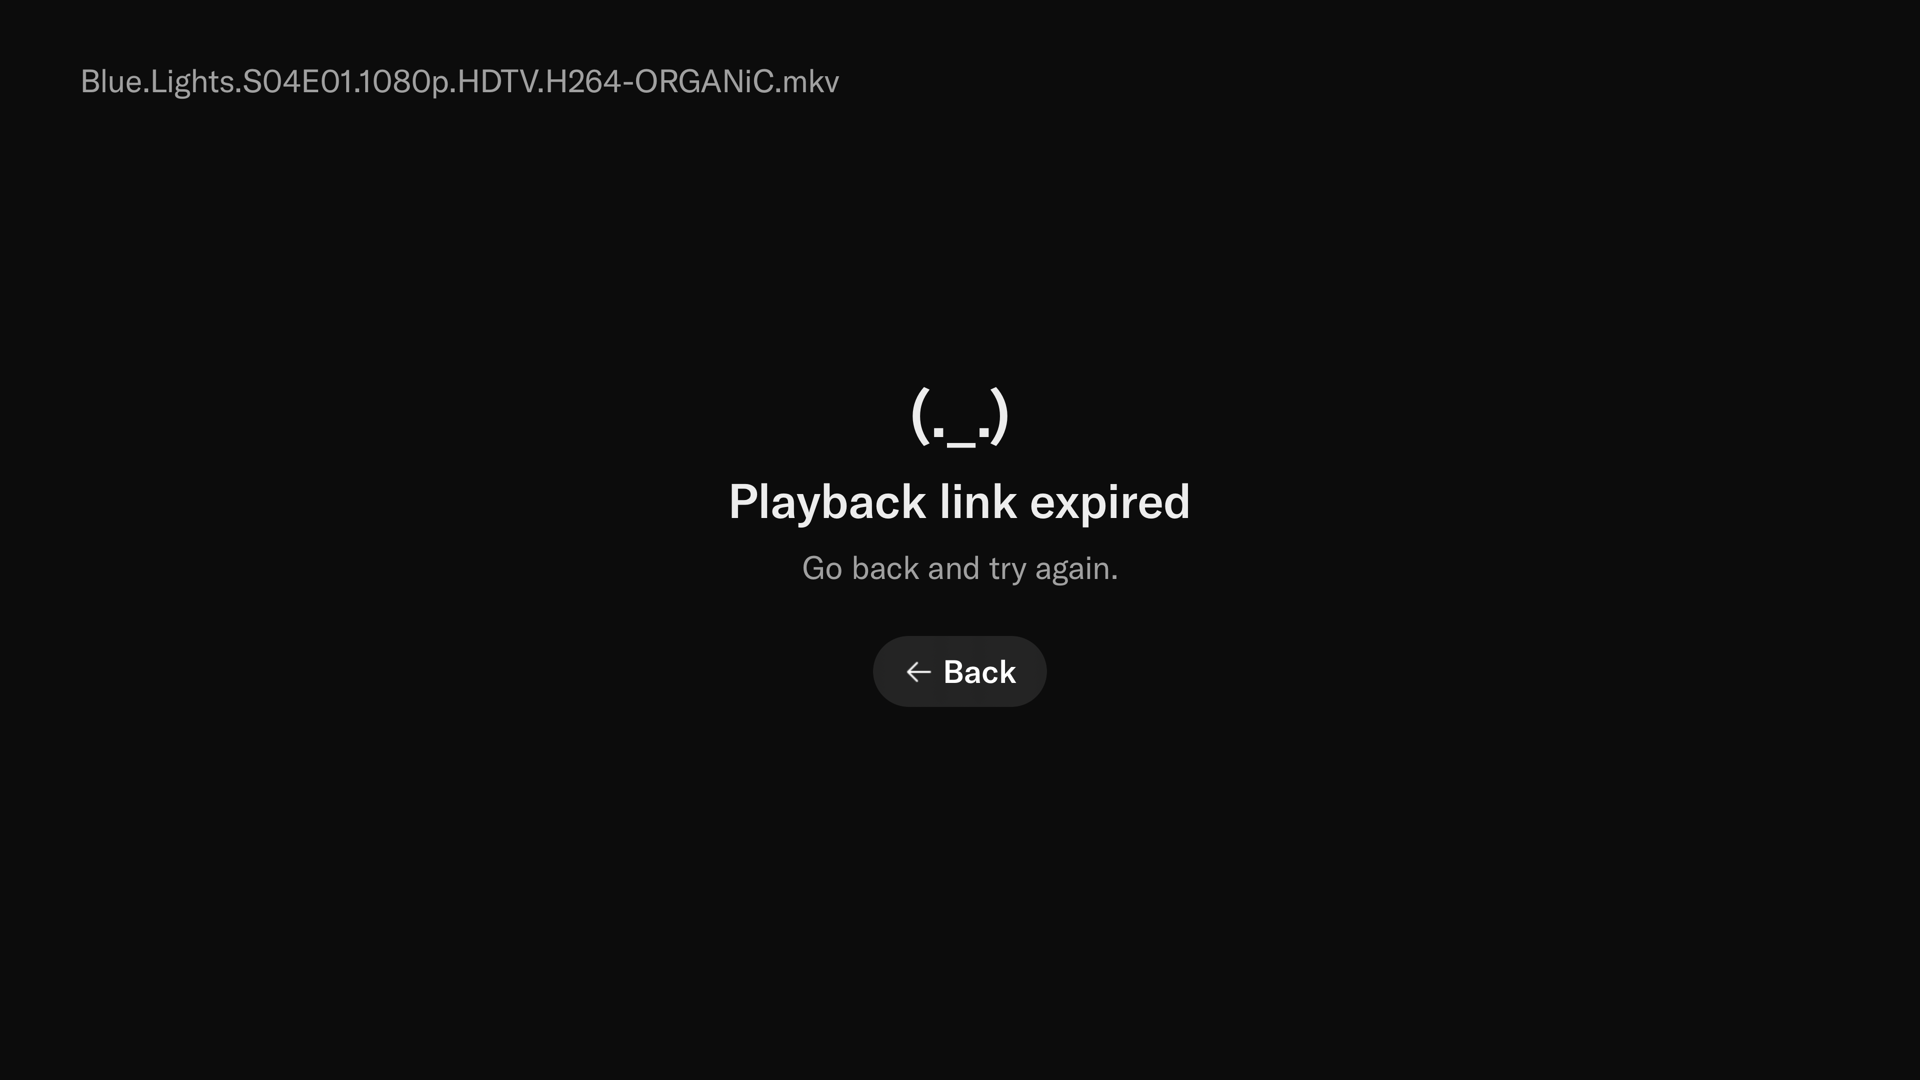 Blue.Lights.S04E01.1080p.HDTV.H264-ORGANiC.mkv
(._.)
Playback link expired
Go back and try again.
← Back